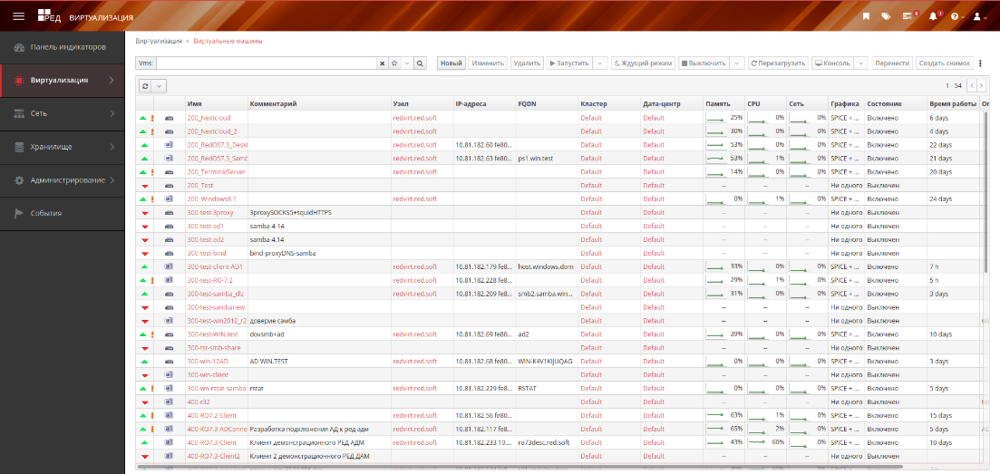 РЕД ВИРТУАЛИЗАЦИЯ 0 1
Панель индикаторов
Виртуализация
Сеть
Хранилище
Администрирование
События
Виртуализация » Виртуальные машины
Vms: Новый Изменить Удалить Запустить Ждущий режим Выключить Перезагрузить Консоль Перенести Создать снимок
1 - 54
Имя Комментарий Узел IP-адреса FQDN Кластер Дата-центр Память CPU Сеть Графика Состояние Время работы
200_Nextcloud redvirt.red.soft Default Default 25% 0% 0% SPICE + ... Включено 6 days
200_Nextcloud_2 redvirt.red.soft Default Default 30% 0% 0% SPICE + ... Включено 4 days
200_RedOS7.3_Deskt redvirt.red.soft 10.81.182.60 fe80... Default Default 53% 0% 0% SPICE + ... Включено 22 days
200_RedOS7.3_Samb redvirt.red.soft 10.81.182.63 fe80... ps1.win.test Default Default 53% 1% 0% SPICE + ... Включено 21 days
200_TerminalServer redvirt.red.soft Default Default 14% 0% 0% SPICE + ... Включено 20 days
200_Test Default Default -- -- -- Ни одного Выключен
200_Windows8.1 redvirt.red.soft Default Default 0% 1% 0% SPICE + ... Включено 24 days
300-test-3proxy 3proxySOCKS5+squidHTTPS Default Default -- -- -- Ни одного Выключен
300-test-ad1 samba-4-14 Default Default -- -- -- Ни одного Выключен
300-test-ad2 samba-4.14 Default Default -- -- -- Ни одного Выключен
300-test-bind bind-proxyDNS-samba Default Default -- -- -- Ни одного Выключен
300-test-client-AD1 redvirt.red.soft 10.81.182.179 fe8... host.windows.dom Default Default 33% 0% 0% SPICE + ... Включено 7 h
300-test-RO-7.2 redvirt.red.soft 10.81.182.228 fe8... Default Default 29% 1% 0% SPICE + ... Включено 5 h
300-test-samba_dlz redvirt.red.soft 10.81.182.209 fe8... smb2.samba.win... Default Default 31% 0% 0% SPICE + ... Включено 3 days
300-test-sambanew Default Default -- -- -- Ни одного Выключен
300-test-win2012_r2 доверие самба Default Default -- -- -- Ни одного Выключен
300-test-WIN.test dovsmb+ad redvirt.red.soft 10.81.182.69 fe80... ad2 Default Default 39% 0% 0% SPICE + ... Включено 10 days
300-tst-smb-share Default Default -- -- -- Ни одного Выключен
300-win-12AD AD WIN.TEST redvirt.red.soft 10.81.182.68 fe80... WIN-K4V1KIJUQAG Default Default 0% 0% 0% SPICE + ... Включено 3 days
300-win-client Default Default -- -- -- Ни одного Выключен
300-wn-rstat-samba rstat redvirt.red.soft 10.81.182.229 fe8... RSTAT Default Default 0% 0% 0% SPICE + ... Включено 5 days
400-cli2 Default Default -- -- -- Ни одного Выключен
400-RO7.2-Client redvirt.red.soft 10.81.182.56 fe80... Default Default 63% 1% 0% SPICE + ... Включено 15 days
400-RO7.3-ADConne Разработка подключения АД к ред адм redvirt.red.soft 10.81.182.117 fe8... Default Default 65% 2% 0% SPICE + ... Включено 5 days
400-RO7.3-Client Клиент демонстрационного РЕД АДМ redvirt.red.soft 10.81.182.233 10.... ro73desc.red.soft Default Default 43% 60% 0% SPICE + ... Включено 10 days
400-RO7.3-Client2 Клиент 2 демонстрационного РЕД ДАМ Default Default -- -- -- Ни одного Выключен